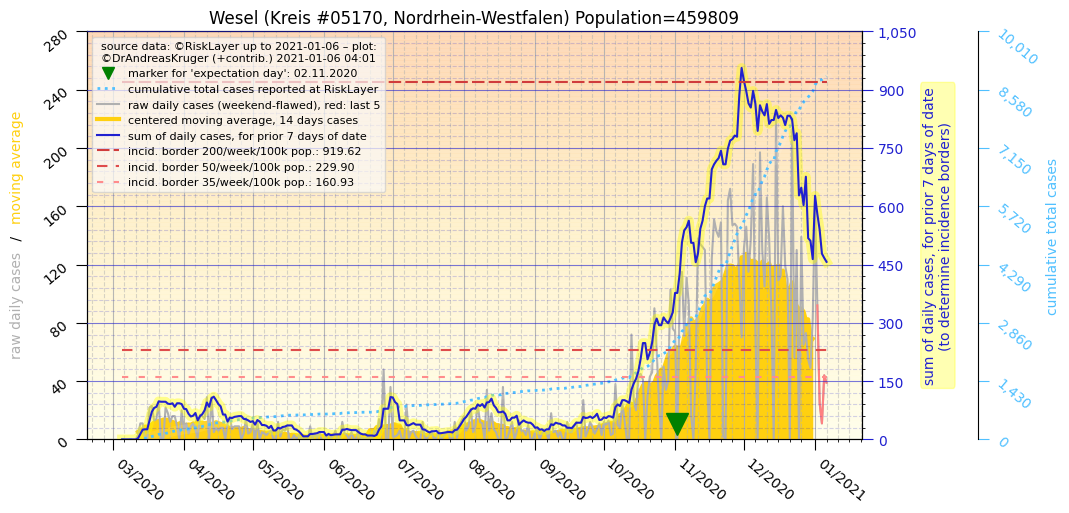 Wesel (Kreis #05170, Nordrhein-Westfalen) Population=459809
source data: ©RiskLayer up to 2021-01-06 – plot:
©DrAndreasKruger (+contrib.) 2021-01-06 04:01
marker for 'expectation day': 02.11.2020
cumulative total cases reported at RiskLayer
raw daily cases (weekend-flawed), red: last 5
centered moving average, 14 days cases
sum of daily cases, for prior 7 days of date
incid. border 200/week/100k pop.: 919.62
incid. border 50/week/100k pop.: 229.90
incid. border 35/week/100k pop.: 160.93
raw daily cases / moving average
280
240
200
160
120
80
40
0
03/2020
04/2020
05/2020
06/2020
07/2020
08/2020
09/2020
10/2020
11/2020
12/2020
01/2021
1,050
900
750
600
450
300
150
0
sum of daily cases, for prior 7 days of date
(to determine incidence borders)
10,010
8,580
7,150
5,720
4,290
2,860
1,430
0
cumulative total cases